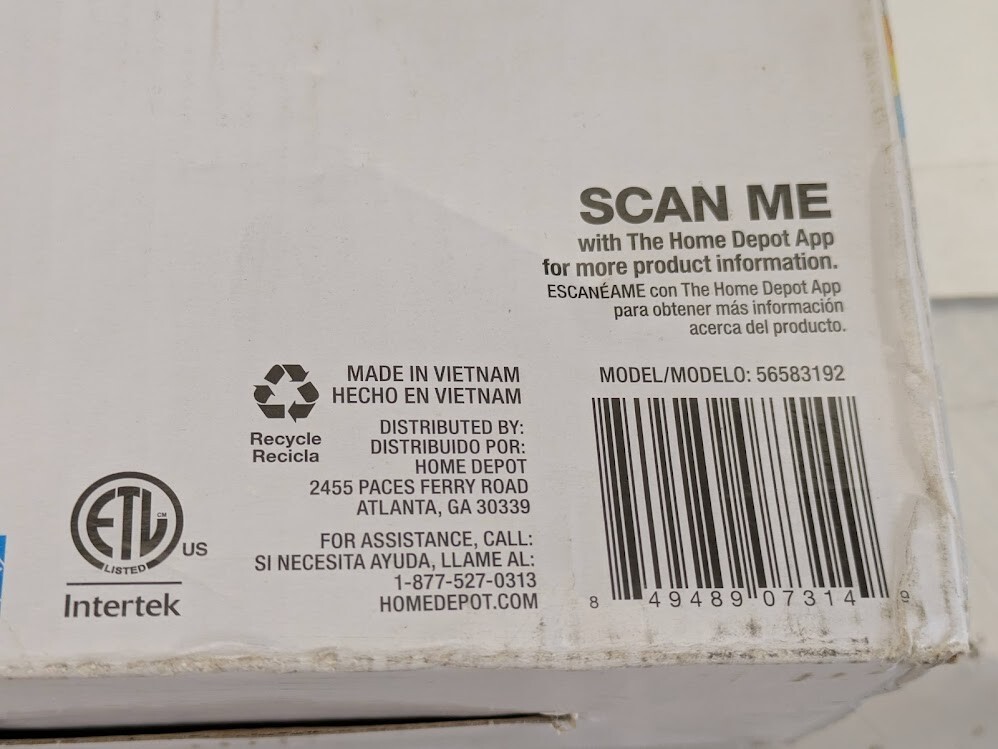 SCAN ME
with The Home Depot App
for more product information.
ESCANÉAME con The Home Depot App
para obtener más información
acerca del producto.
MADE IN VIETNAM
HECHO EN VIETNAM
Recycle
Recicla
DISTRIBUTED BY:
DISTRIBUIDO POR:
HOME DEPOT
2455 PACES FERRY ROAD
ATLANTA, GA 30339
FOR ASSISTANCE, CALL:
SI NECESITA AYUDA, LLAME AL:
1-877-527-0313
HOMEDEPOT.COM
ETL CM
LISTED
US
Intertek
MODEL/MODELO: 56583192
8 49489 07314 9